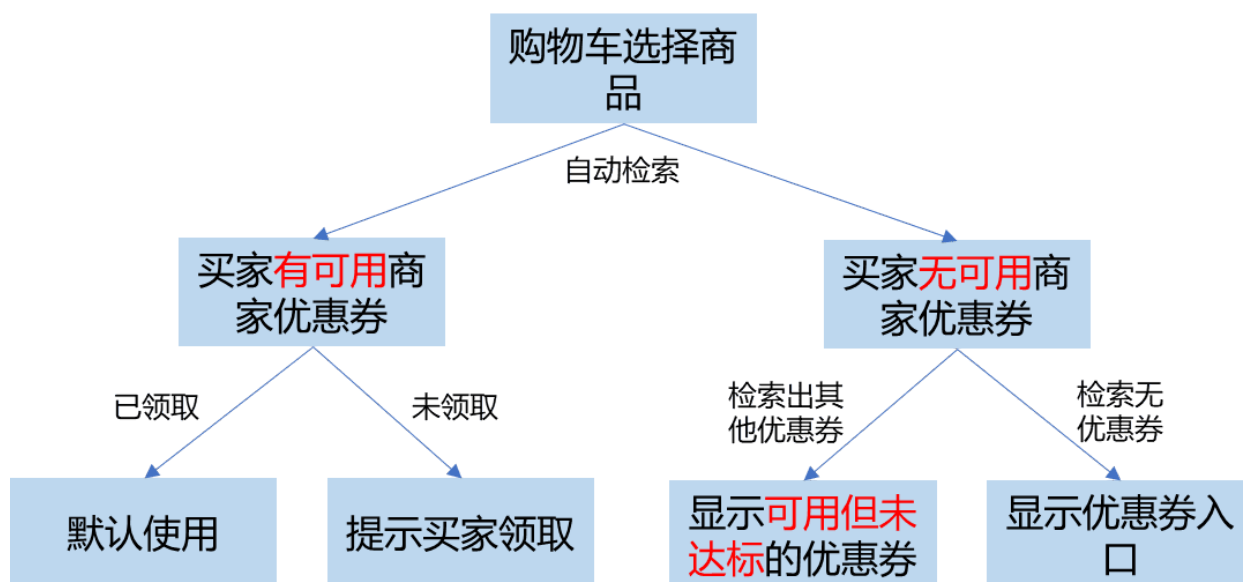 购物车选择商
品
自动检索
买家有可用商
家优惠券
买家无可用商
家优惠券
已领取
未领取
检索出其
他优惠券
检索无
优惠券
默认使用
提示买家领取
显示可用但未
达标的优惠券
显示优惠券入
口